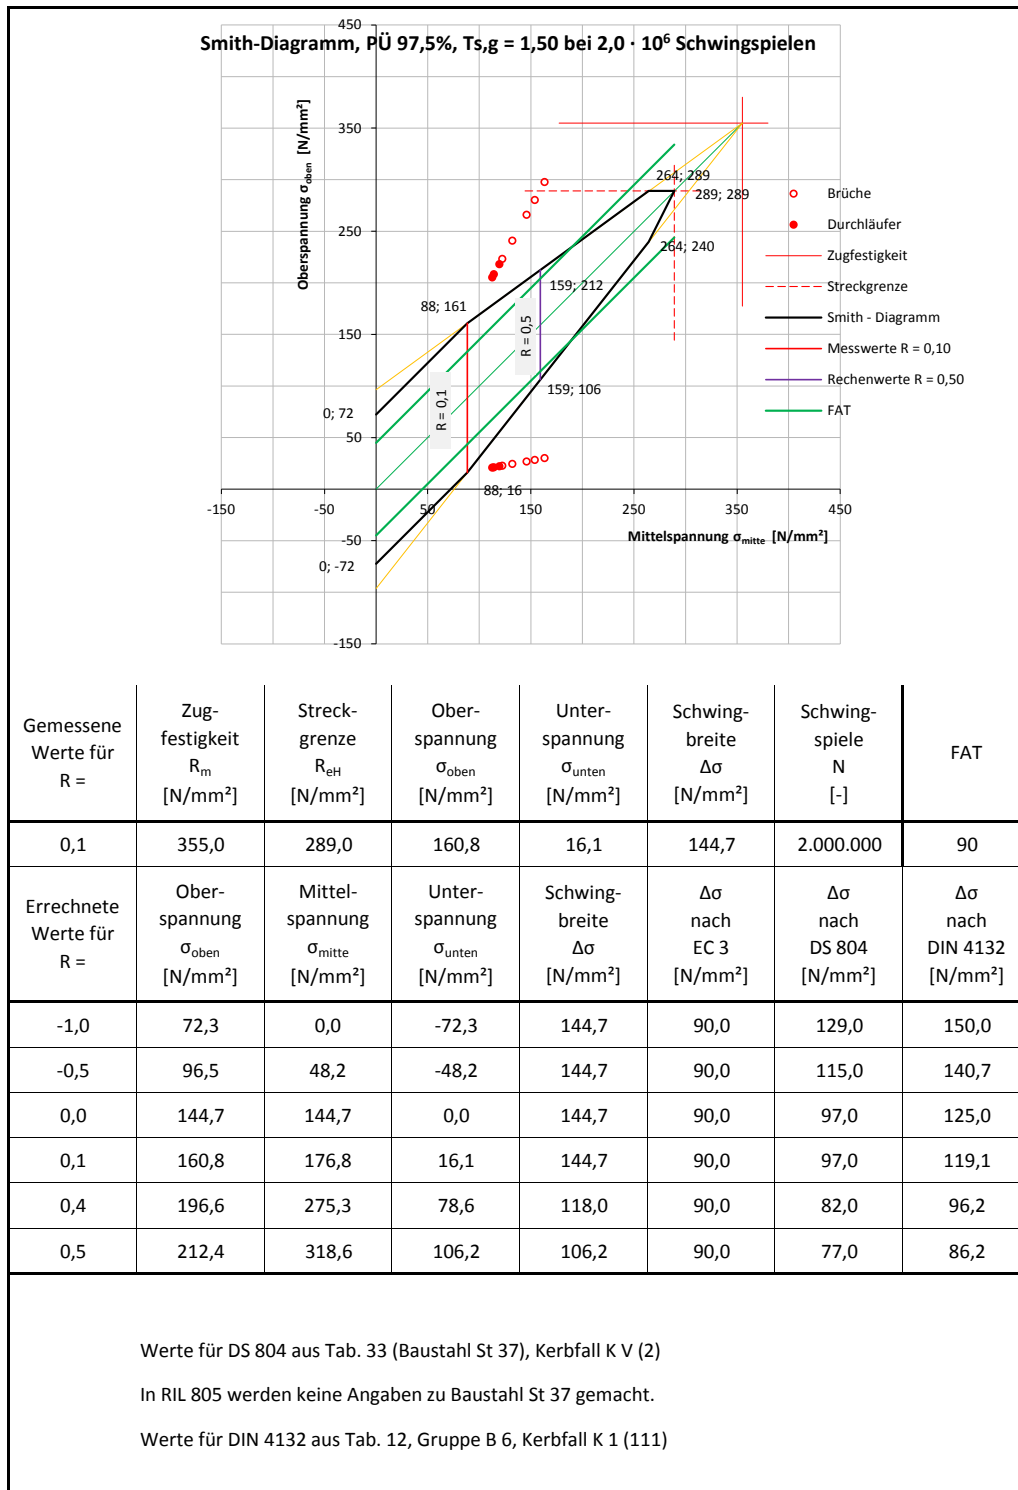 Smith-Diagramm, PÜ 97,5%, Ts,g = 1,50 bei 2,0 · 10⁶ Schwingspielen
Oberspannung σoben [N/mm²]
450
350
250
150
50
-50
-150
-150
-50
50
150
250
350
450
Mittelspannung σmitte [N/mm²]
264; 289
289; 289
264; 240
159; 212
159; 106
88; 161
88; 16
0; 72
0; -72
R = 0,1
R = 0,5
Brüche
Durchläufer
Zugfestigkeit
Streckgrenze
Smith - Diagramm
Messwerte R = 0,10
Rechenwerte R = 0,50
FAT
Gemessene Werte für R = | Zug-festigkeit Rm [N/mm²] | Streck-grenze ReH [N/mm²] | Ober-spannung σoben [N/mm²] | Unter-spannung σunten [N/mm²] | Schwing-breite Δσ [N/mm²] | Schwing-spiele N [-] | FAT
0,1 | 355,0 | 289,0 | 160,8 | 16,1 | 144,7 | 2.000.000 | 90
Errechnete Werte für R = | Ober-spannung σoben [N/mm²] | Mittel-spannung σmitte [N/mm²] | Unter-spannung σunten [N/mm²] | Schwing-breite Δσ [N/mm²] | Δσ nach EC 3 [N/mm²] | Δσ nach DS 804 [N/mm²] | Δσ nach DIN 4132 [N/mm²]
-1,0 | 72,3 | 0,0 | -72,3 | 144,7 | 90,0 | 129,0 | 150,0
-0,5 | 96,5 | 48,2 | -48,2 | 144,7 | 90,0 | 115,0 | 140,7
0,0 | 144,7 | 144,7 | 0,0 | 144,7 | 90,0 | 97,0 | 125,0
0,1 | 160,8 | 176,8 | 16,1 | 144,7 | 90,0 | 97,0 | 119,1
0,4 | 196,6 | 275,3 | 78,6 | 118,0 | 90,0 | 82,0 | 96,2
0,5 | 212,4 | 318,6 | 106,2 | 106,2 | 90,0 | 77,0 | 86,2
Werte für DS 804 aus Tab. 33 (Baustahl St 37), Kerbfall K V (2)
In RIL 805 werden keine Angaben zu Baustahl St 37 gemacht.
Werte für DIN 4132 aus Tab. 12, Gruppe B 6, Kerbfall K 1 (111)